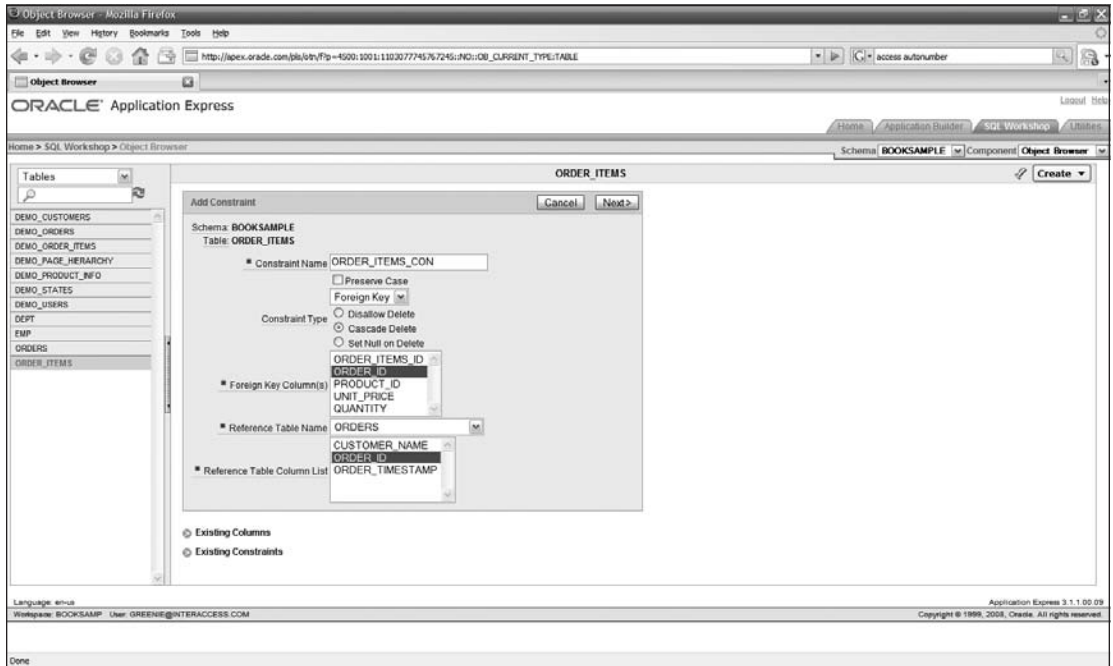 Object Browser - Mozilla Firefox
File Edit View History Bookmarks Tools Help
http://apex.oracle.com/pls/otn/f?p=4500:1001:1103077745767245::NO::OB_CURRENT_TYPE:TABLE
access autonumber
Object Browser
ORACLE Application Express
Logout Help
Home Application Builder SQL Workshop Utilities
Home > SQL Workshop > Object Browser
Schema BOOKSAMPLE Component Object Browser
Tables
ORDER_ITEMS
Create
DEMO_CUSTOMERS
DEMO_ORDERS
DEMO_ORDER_ITEMS
DEMO_PAGE_HIERARCHY
DEMO_PRODUCT_INFO
DEMO_STATES
DEMO_USERS
DEPT
EMP
ORDERS
ORDER_ITEMS
Add Constraint
Cancel Next>
Schema: BOOKSAMPLE
Table: ORDER_ITEMS
* Constraint Name ORDER_ITEMS_CON
Preserve Case
Foreign Key
Constraint Type
Disallow Delete
Cascade Delete
Set Null on Delete
* Foreign Key Column(s)
ORDER_ITEMS_ID
ORDER_ID
PRODUCT_ID
UNIT_PRICE
QUANTITY
* Reference Table Name ORDERS
* Reference Table Column List
CUSTOMER_NAME
ORDER_ID
ORDER_TIMESTAMP
Existing Columns
Existing Constraints
Language: en-us
Application Express 3.1.1.00.09
Workspace: BOOKSAMP User: GREENIE@INTERACCESS.COM
Copyright © 1999, 2008, Oracle. All rights reserved.
Done